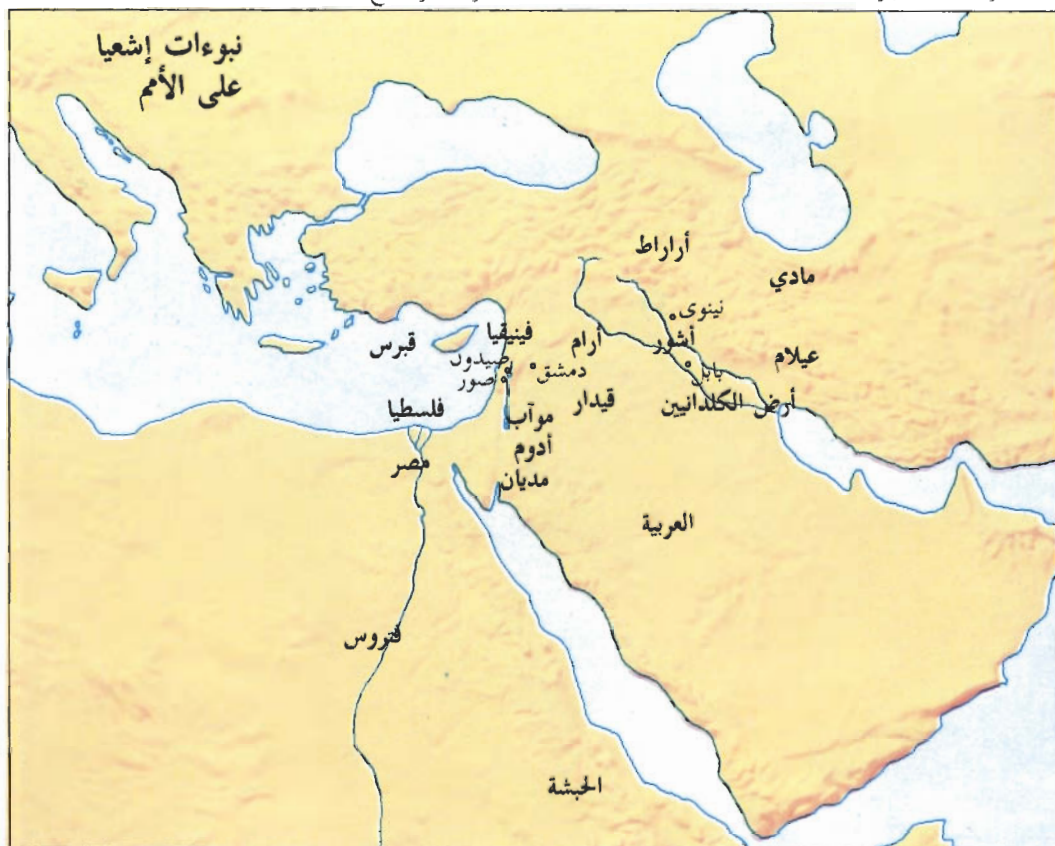 نبوءات إشعيا
على الأمم
أراراط
مادي
نينوى
أشور
عيلام
بابل
أرض الكلدانيين
أرام
قيدار
فينيقيا
قبرس
صيدون
صور
دمشق
فلسطيا
موآب
أدوم
مديان
مصر
العربية
فتروس
الحبشة